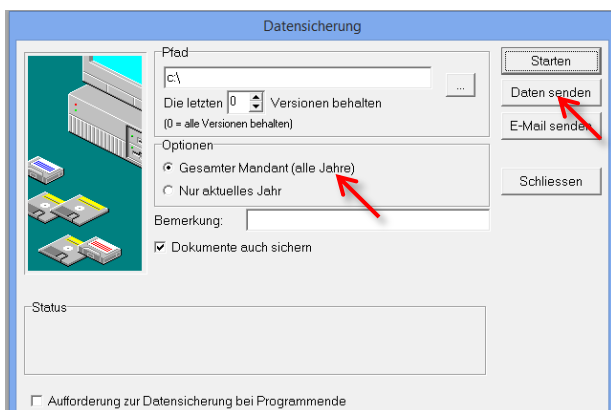 Datensicherung
Pfad
c:\
...
Die letzten 0 Versionen behalten
(0 = alle Versionen behalten)
Optionen
Gesamter Mandant (alle Jahre)
Nur aktuelles Jahr
Bemerkung:
Dokumente auch sichern
Starten
Daten senden
E-Mail senden
Schliessen
Status
Aufforderung zur Datensicherung bei Programmende